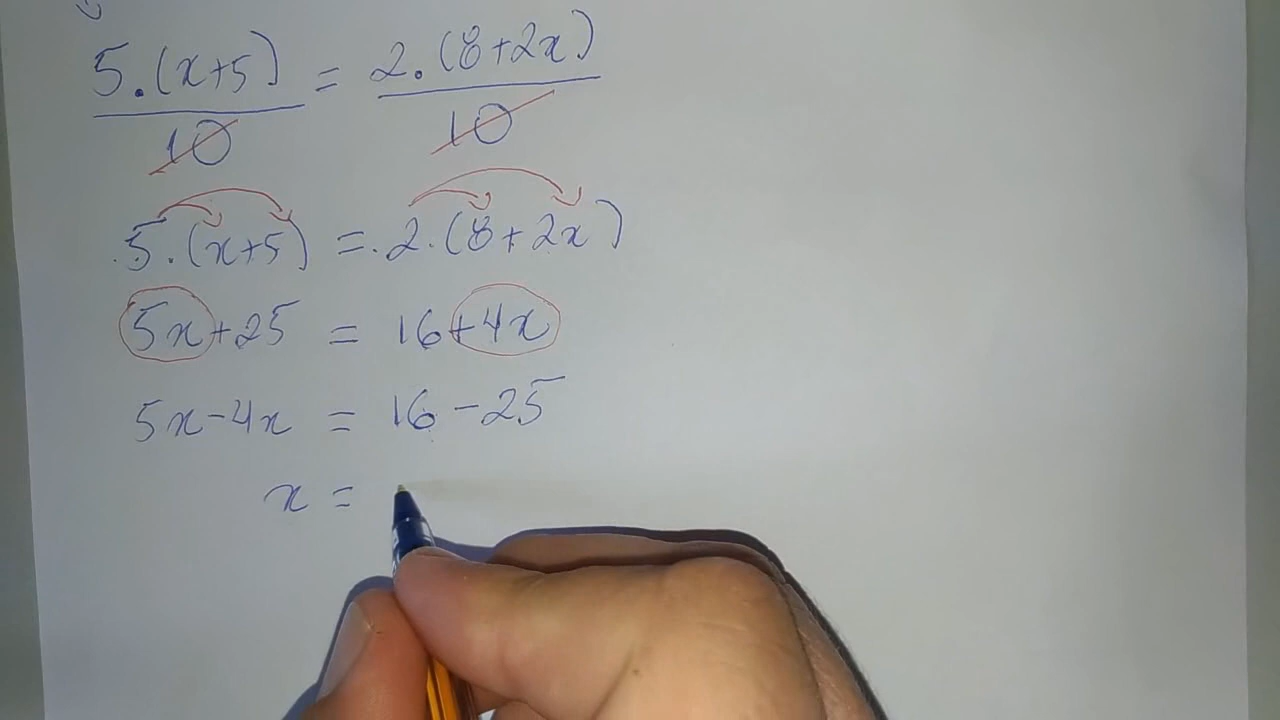 5.(x+5) = 2.(8+2x)
10 10
5.(x+5) = 2.(8+2x)
5x+25 = 16+4x
5x-4x = 16-25
x =